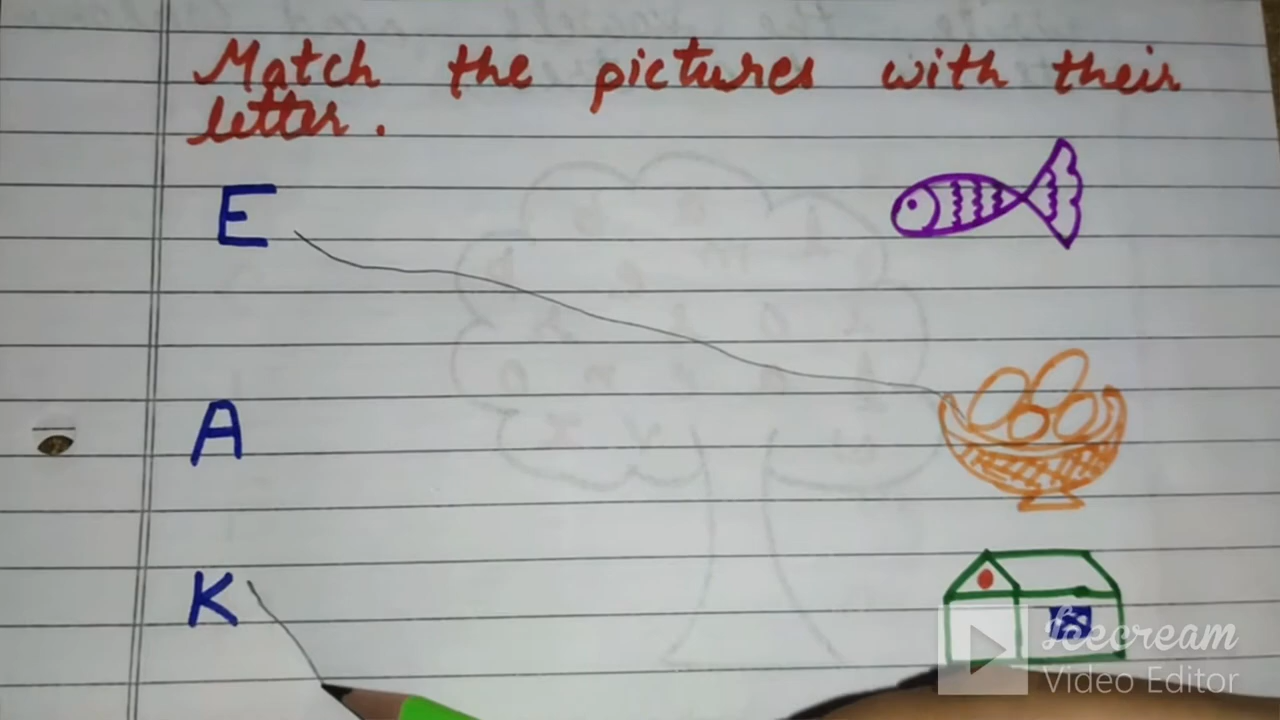 Match the pictures with their
letter.
E
A
K
Icecream
Video Editor